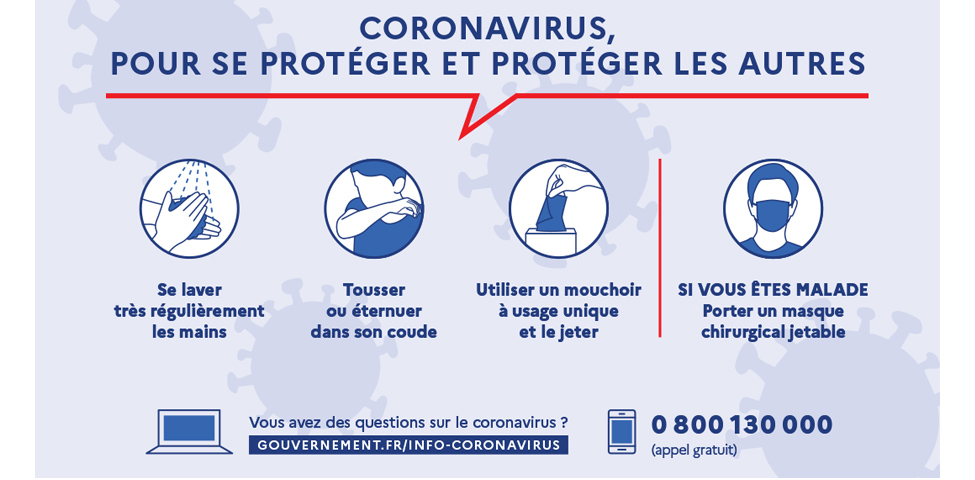 CORONAVIRUS,
POUR SE PROTÉGER ET PROTÉGER LES AUTRES
Se laver
très régulièrement
les mains
Tousser
ou éternuer
dans son coude
Utiliser un mouchoir
à usage unique
et le jeter
SI VOUS ÊTES MALADE
Porter un masque
chirurgical jetable
Vous avez des questions sur le coronavirus ?
GOUVERNEMENT.FR/INFO-CORONAVIRUS
0 800 130 000
(appel gratuit)